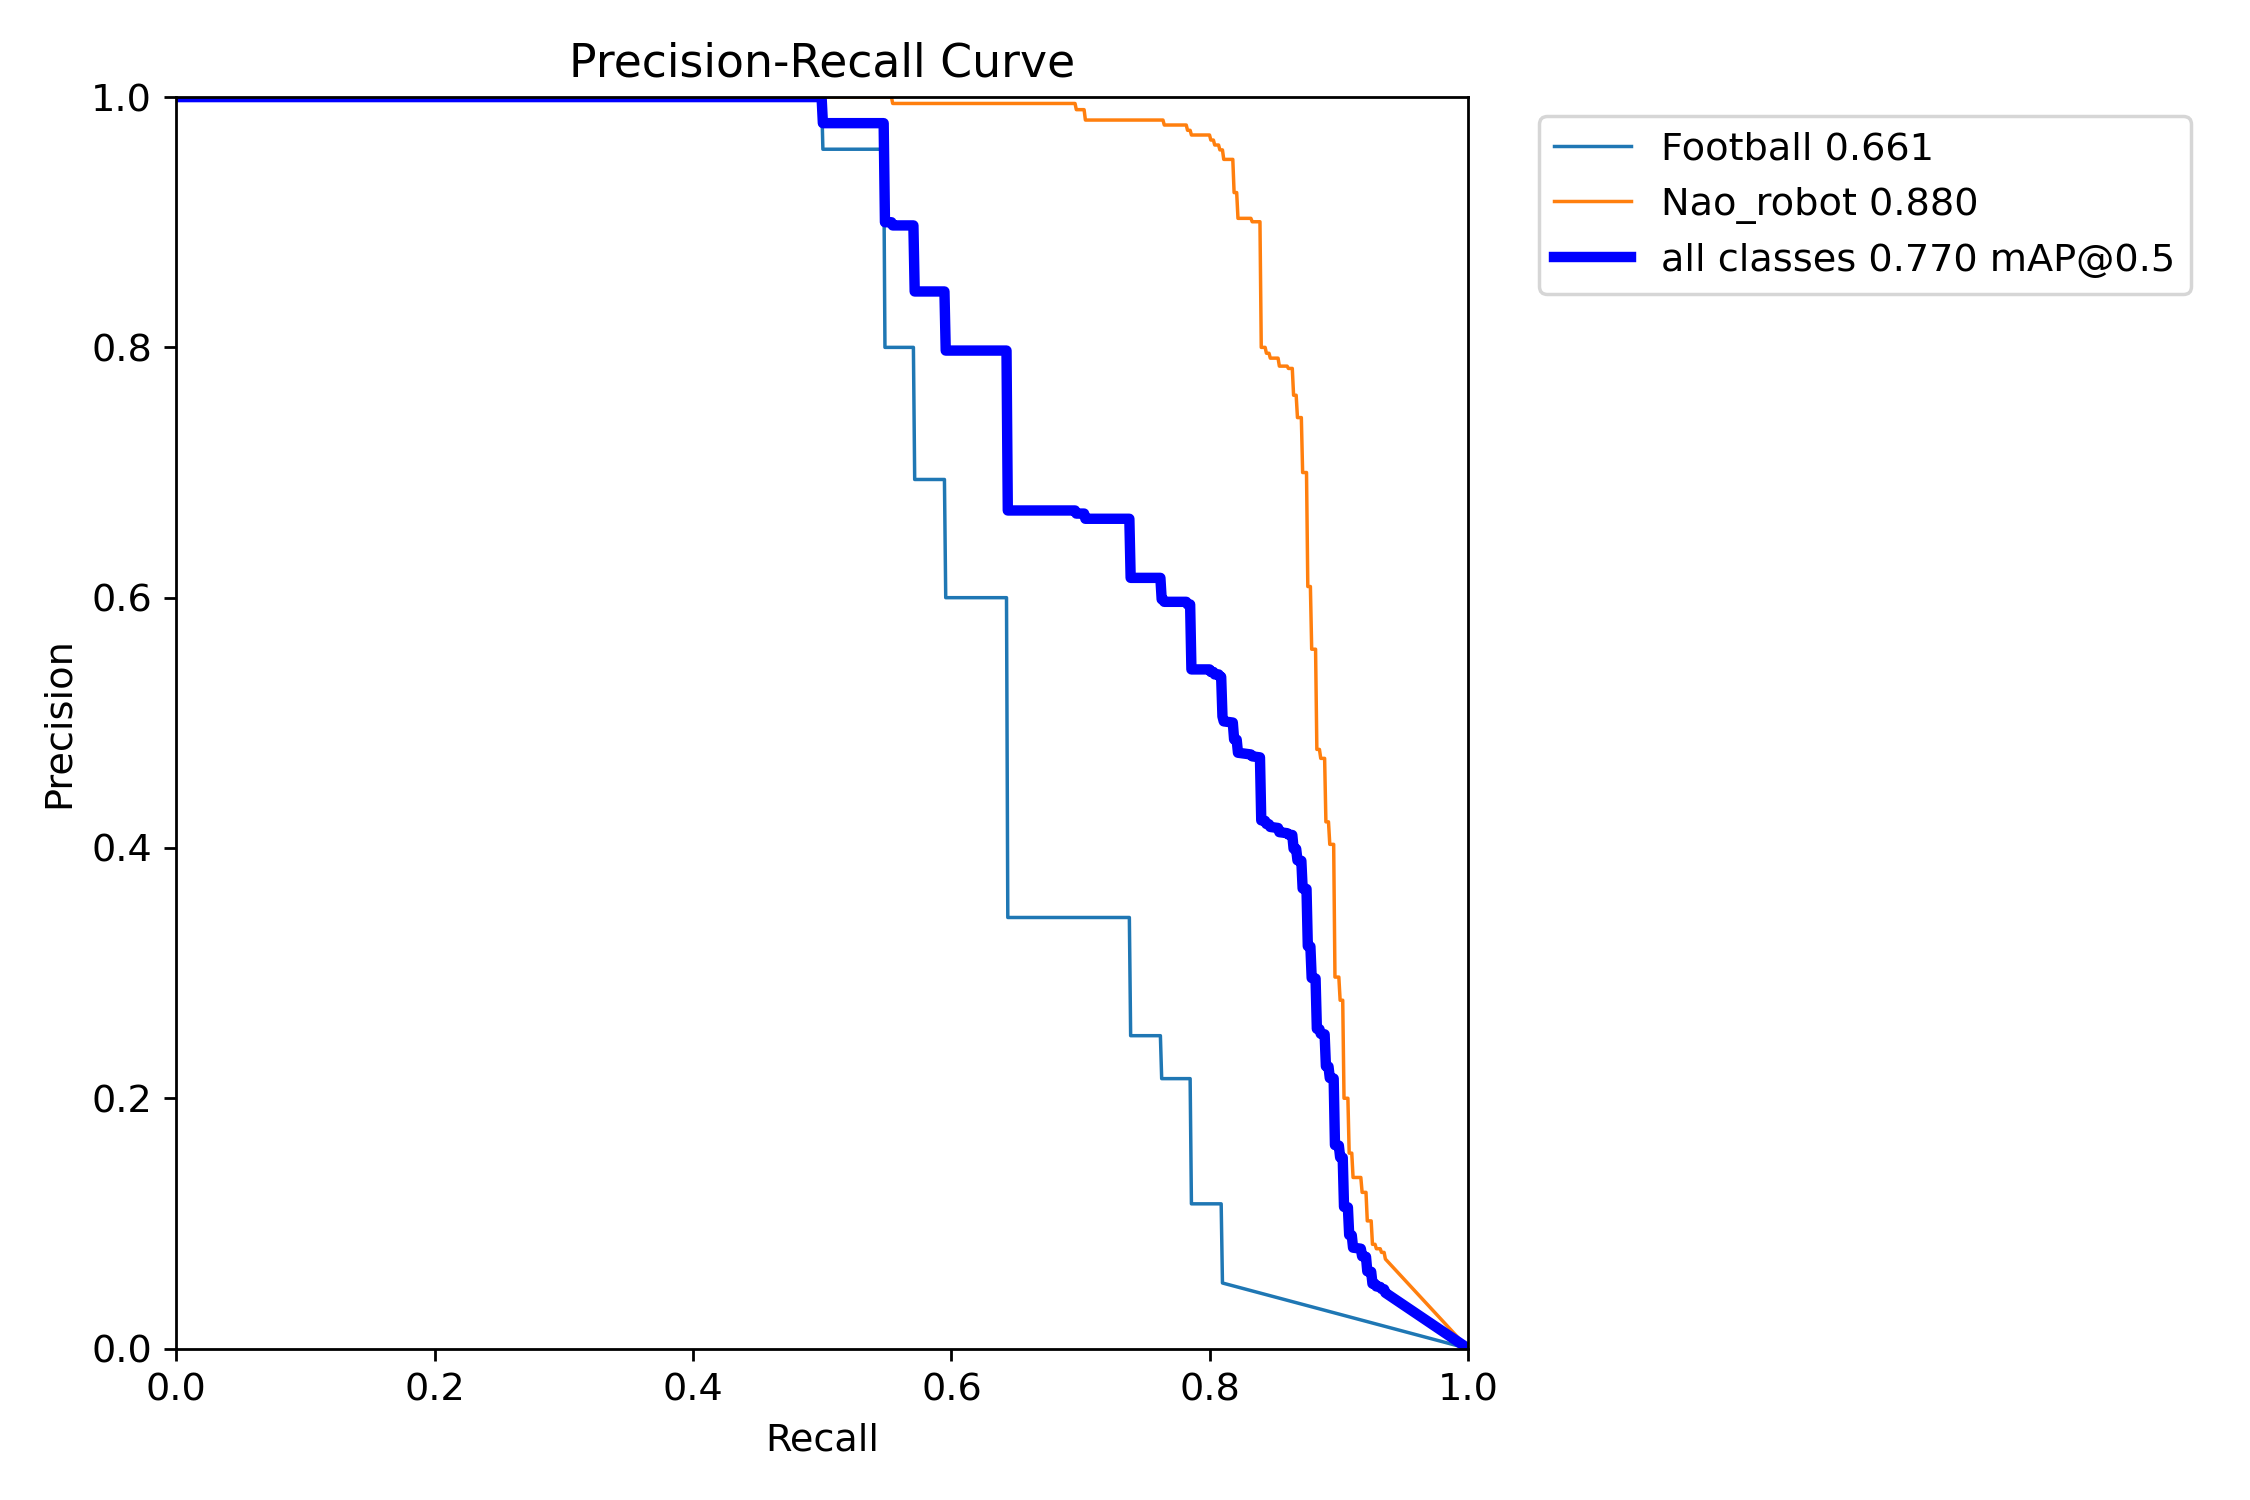 Precision-Recall Curve
1.0
0.8
0.6
0.4
0.2
0.0
Precision
0.0 0.2 0.4 0.6 0.8 1.0
Recall
Football 0.661
Nao_robot 0.880
all classes 0.770 mAP@0.5